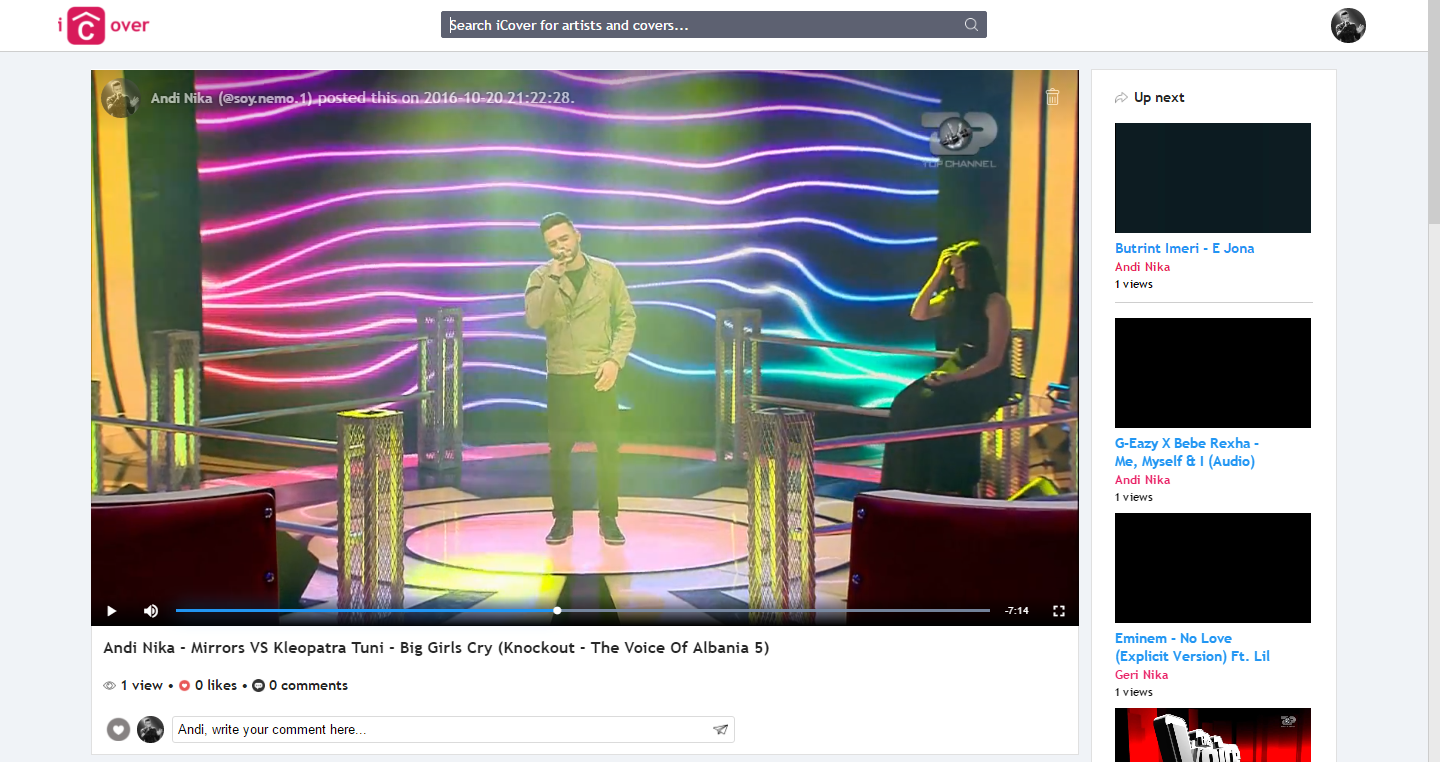 i C over
Search iCover for artists and covers...
Andi Nika (@soy.nemo.1) posted this on 2016-10-20 21:22:28.
TOP CHANNEL
-7:14
Andi Nika - Mirrors VS Kleopatra Tuni - Big Girls Cry (Knockout - The Voice Of Albania 5)
1 view • 0 likes • 0 comments
Andi, write your comment here...
Up next
Butrint Imeri - E Jona
Andi Nika
1 views
G-Eazy X Bebe Rexha -
Me, Myself & I (Audio)
Andi Nika
1 views
Eminem - No Love
(Explicit Version) Ft. Lil
Geri Nika
1 views